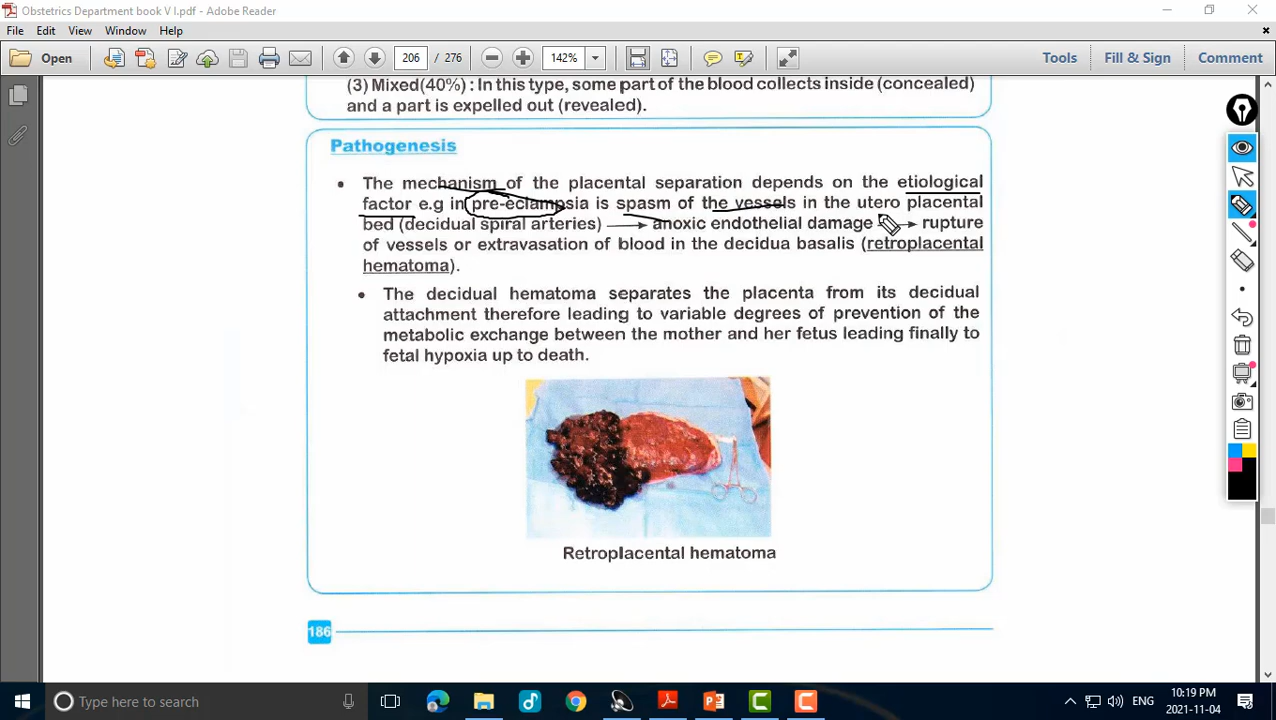 Obstetrics Department book V I.pdf - Adobe Reader
File Edit View Window Help
Open 206 / 276 142% Tools Fill & Sign Comment
(3) Mixed(40%) : In this type, some part of the blood collects inside (concealed)
and a part is expelled out (revealed).
Pathogenesis
• The mechanism of the placental separation depends on the etiological
factor e.g in pre-eclampsia is spasm of the vessels in the utero placental
bed (decidual spiral arteries) → anoxic endothelial damage → rupture
of vessels or extravasation of blood in the decidua basalis (retroplacental
hematoma).
• The decidual hematoma separates the placenta from its decidual
attachment therefore leading to variable degrees of prevention of the
metabolic exchange between the mother and her fetus leading finally to
fetal hypoxia up to death.
Retroplacental hematoma
186
Type here to search
ENG
10:19 PM
2021-11-04